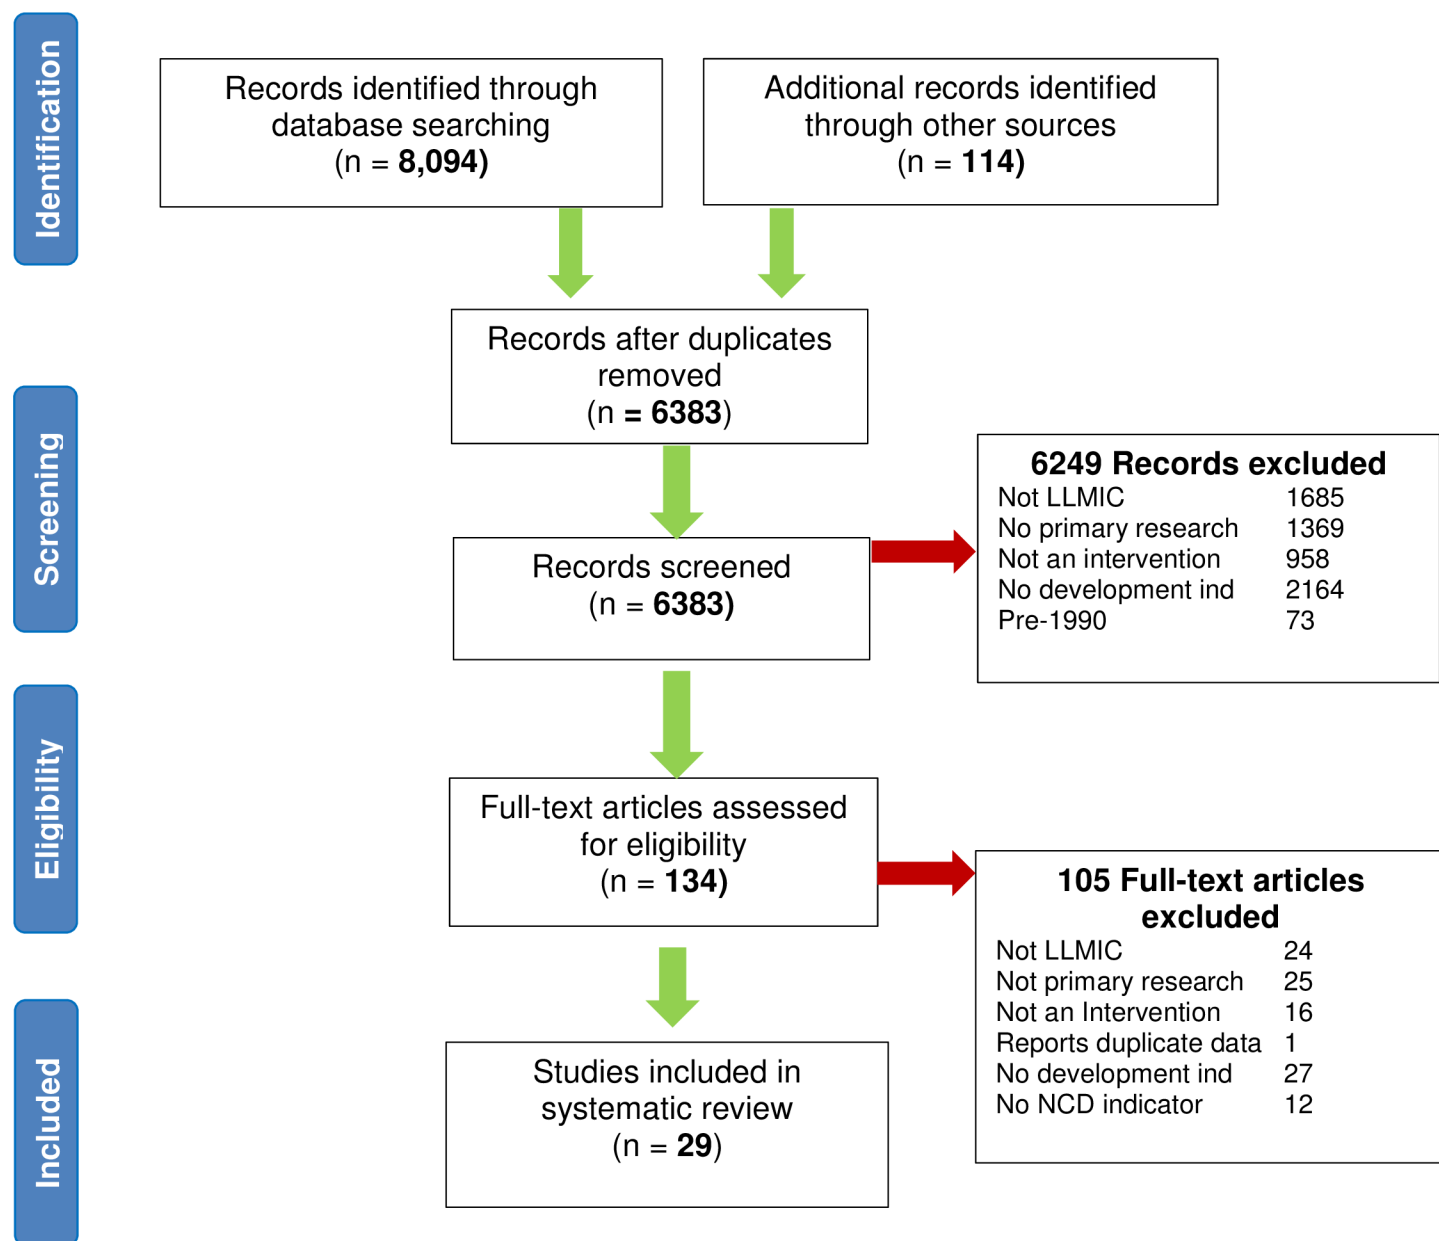 Identification
Records identified through
database searching
(n = 8,094)
Additional records identified
through other sources
(n = 114)
Records after duplicates
removed
(n = 6383)
Screening
Records screened
(n = 6383)
6249 Records excluded
Not LLMIC 1685
No primary research 1369
Not an intervention 958
No development ind 2164
Pre-1990 73
Eligibility
Full-text articles assessed
for eligibility
(n = 134)
105 Full-text articles
excluded
Not LLMIC 24
Not primary research 25
Not an Intervention 16
Reports duplicate data 1
No development ind 27
No NCD indicator 12
Included
Studies included in
systematic review
(n = 29)